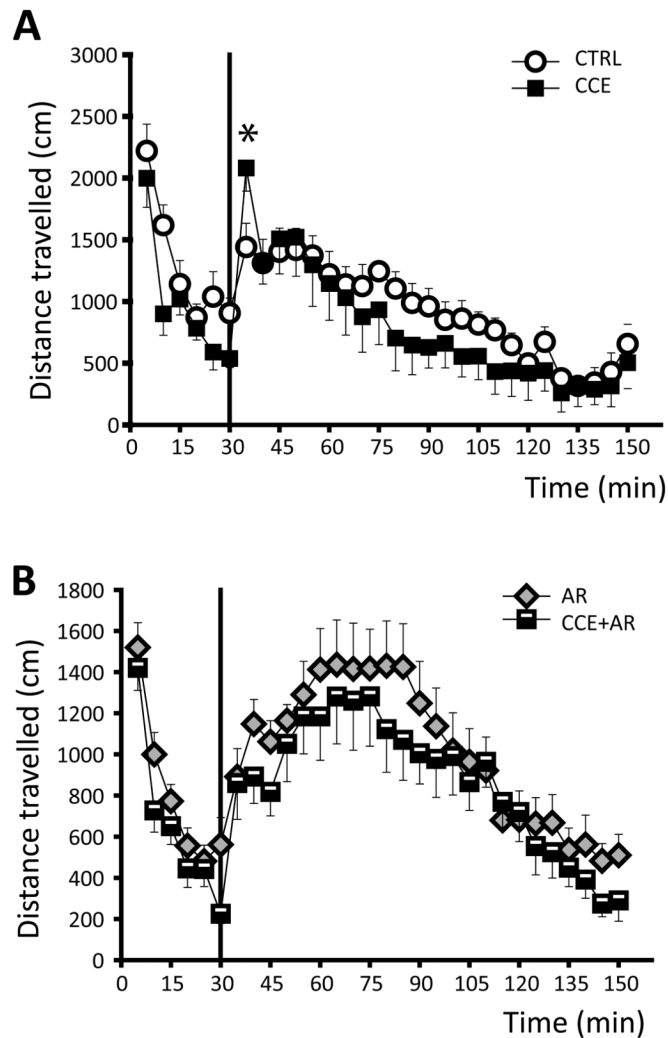 A
3000
2500
2000
1500
1000
500
0
Distance travelled (cm)
CTRL
CCE
*
0 15 30 45 60 75 90 105 120 135 150
Time (min)
B
1800
1600
1400
1200
1000
800
600
400
200
0
Distance travelled (cm)
AR
CCE+AR
0 15 30 45 60 75 90 105 120 135 150
Time (min)